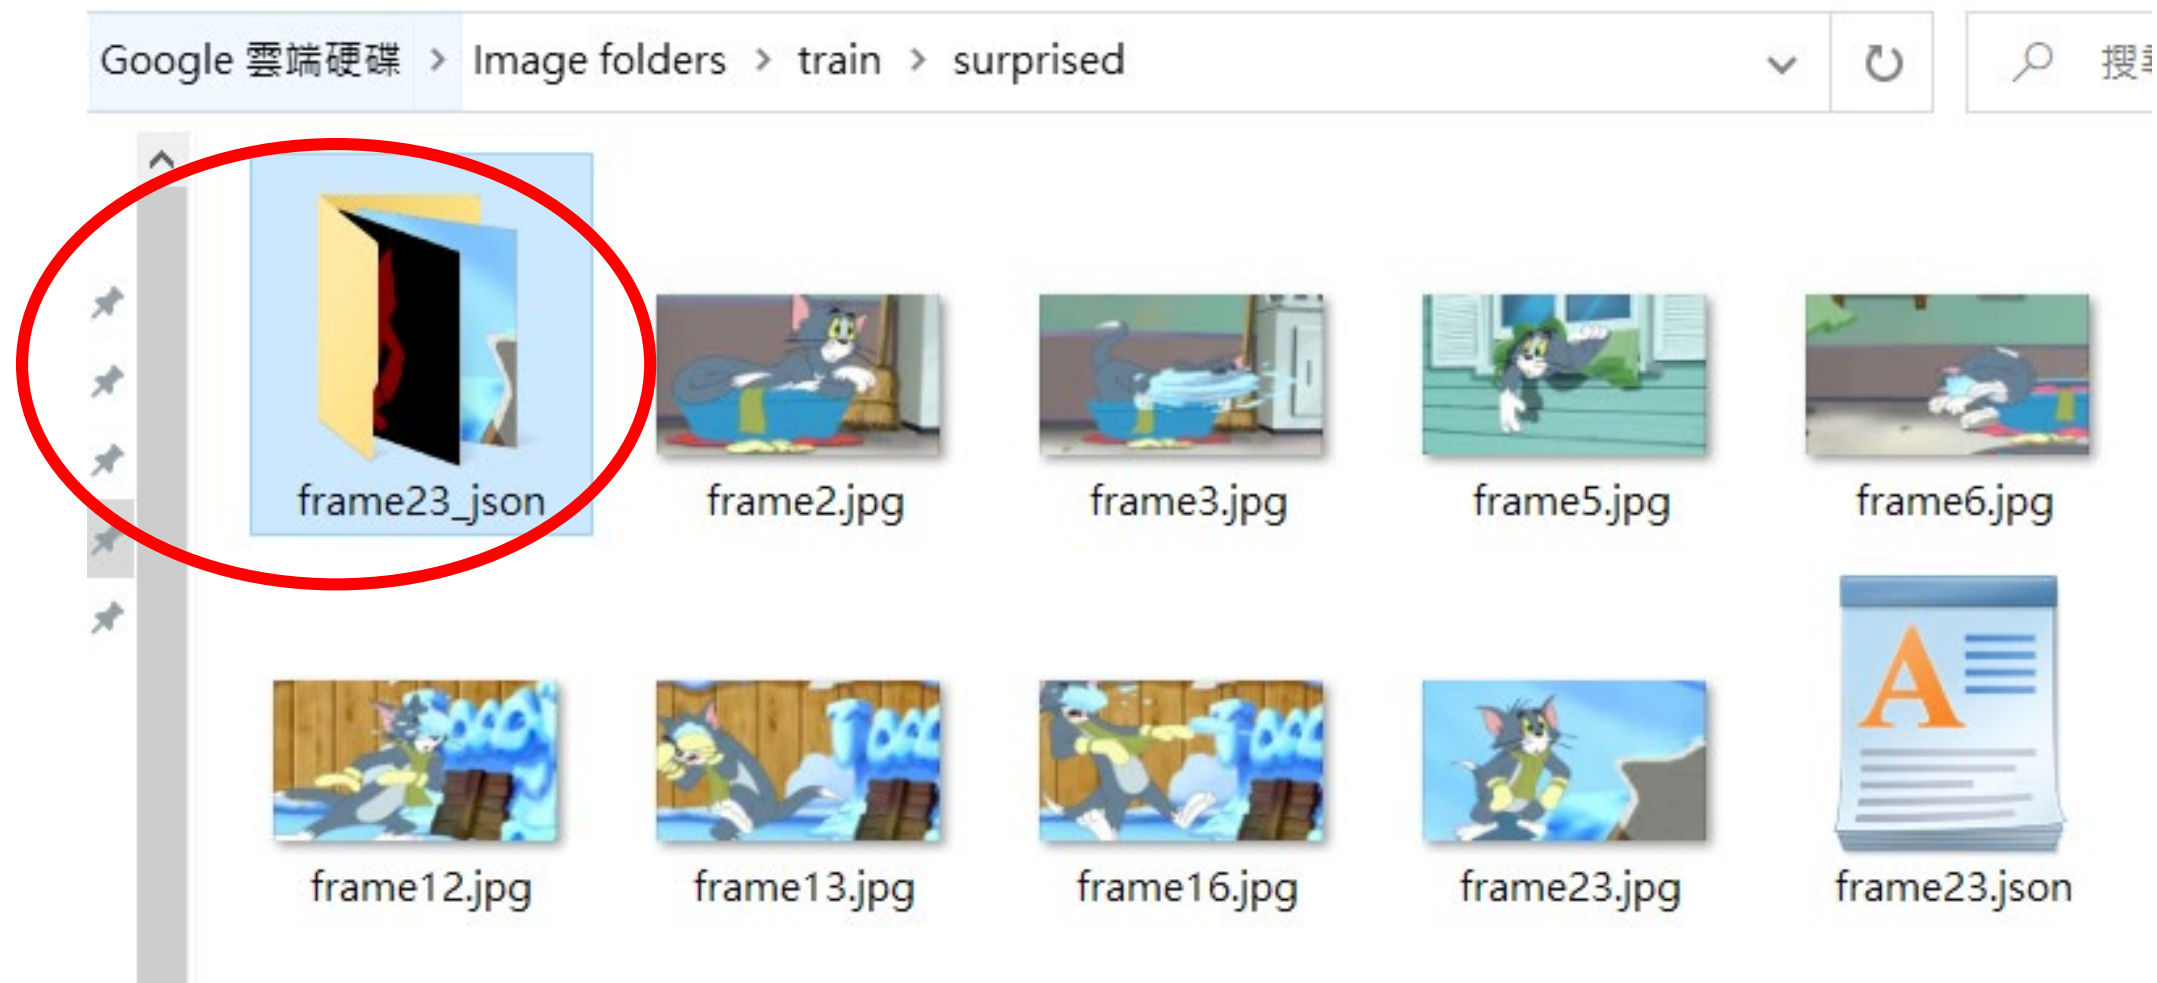 Google 雲端硬碟 > Image folders > train > surprised
搜
frame23_json
frame2.jpg
frame3.jpg
frame5.jpg
frame6.jpg
frame12.jpg
frame13.jpg
frame16.jpg
frame23.jpg
frame23.json